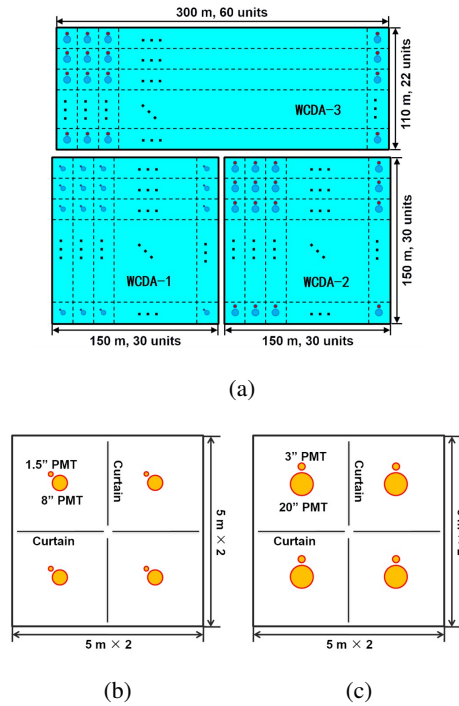 300 m, 60 units
WCDA-3
110 m, 22 units
WCDA-1
WCDA-2
150 m, 30 units
150 m, 30 units
150 m, 30 units
(a)
1.5" PMT
8" PMT
Curtain
Curtain
5 m × 2
5 m × 2
3" PMT
20" PMT
Curtain
Curtain
5 m × 2
(b)
(c)